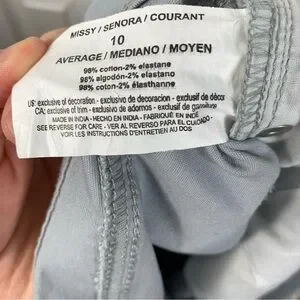 MISSY / SENORA / COURANT
10
AVERAGE / MEDIANO / MOYEN
98% cotton-2% elastane
98% algodón-2% elastano
98% coton-2% élasthanne
US: exclusive of decoration - exclusivo de decoracion - exclusif de décor
CA: exclusive of trim - exclusivo de adornos - exclusif de garniture
MADE IN INDIA - HECHO EN INDIA - FABRIQUÉ EN INDE
SEE REVERSE FOR CARE - VER AL REVERSO PARA EL CUIDADO -
VOIR LES INSTRUCTIONS D'ENTRETIEN AU DOS